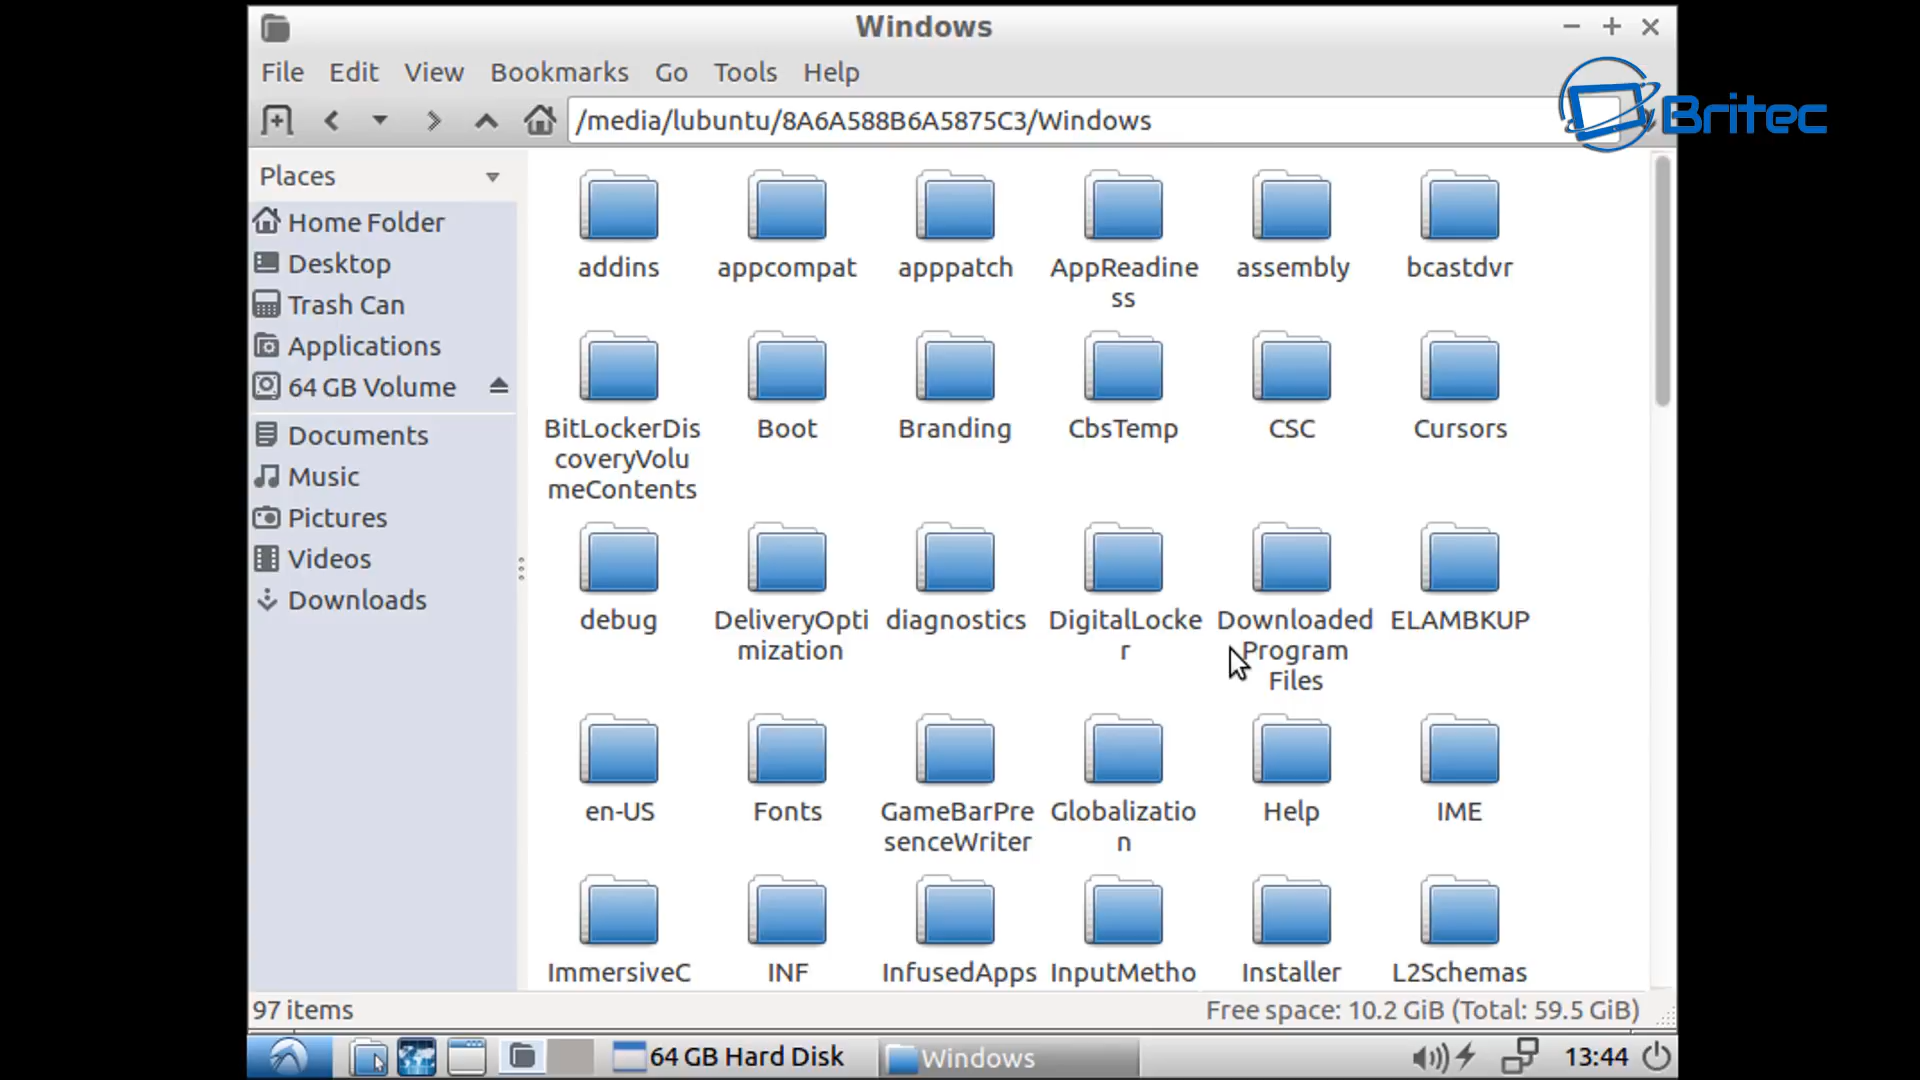 Windows
File Edit View Bookmarks Go Tools Help
/media/lubuntu/8A6A588B6A5875C3/Windows
Britec
Places
Home Folder
Desktop
Trash Can
Applications
64 GB Volume
Documents
Music
Pictures
Videos
Downloads
addins appcompat apppatch AppReadine assembly bcastdvr
ss
BitLockerDis Boot Branding CbsTemp CSC Cursors
coveryVolu
meContents
debug DeliveryOpti diagnostics DigitalLocke Downloaded ELAMBKUP
mization r Program
Files
en-US Fonts GameBarPre Globalizatio Help IME
senceWriter n
ImmersiveC INF InfusedApps InputMetho Installer L2Schemas
97 items Free space: 10.2 GiB (Total: 59.5 GiB)
64 GB Hard Disk Windows 13:44